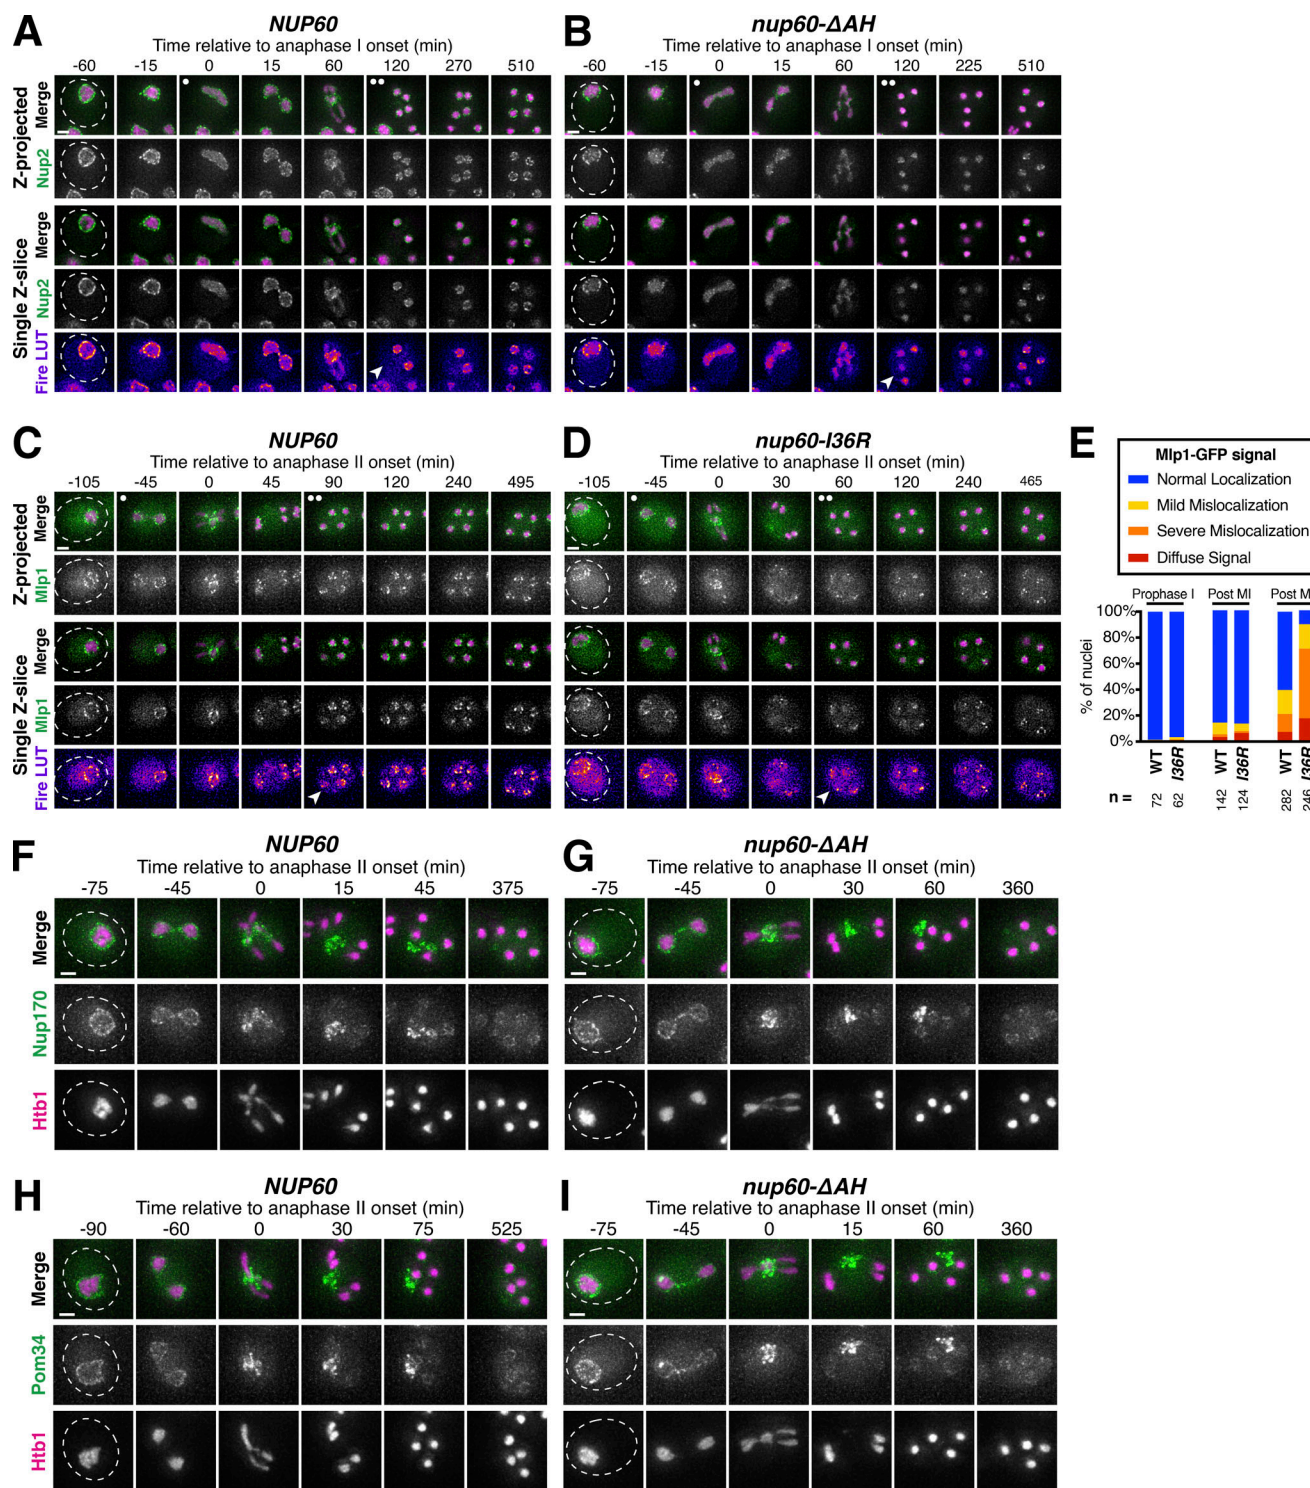 A
NUP60
Time relative to anaphase I onset (min)
-60 -15 0 15 60 120 270 510
Z-projected
Merge
Nup2
Single Z-slice
Merge
Nup2
Fire LUT
B
nup60-ΔAH
Time relative to anaphase I onset (min)
-60 -15 0 15 60 120 225 510
C
NUP60
Time relative to anaphase II onset (min)
-105 -45 0 45 90 120 240 495
Z-projected
Merge
Mlp1
Single Z-slice
Merge
Mlp1
Fire LUT
D
nup60-I36R
Time relative to anaphase II onset (min)
-105 -45 0 30 60 120 240 465
E
Mlp1-GFP signal
Normal Localization
Mild Mislocalization
Severe Mislocalization
Diffuse Signal
Prophase I Post MI Post M
% of nuclei
100%
80%
60%
40%
20%
0%
WT I36R WT I36R WT I36R
n = 72 62 142 124 282 246
F
NUP60
Time relative to anaphase II onset (min)
-75 -45 0 15 45 375
Merge
Nup170
Htb1
G
nup60-ΔAH
Time relative to anaphase II onset (min)
-75 -45 0 30 60 360
H
NUP60
Time relative to anaphase II onset (min)
-90 -60 0 30 75 525
Merge
Pom34
Htb1
I
nup60-ΔAH
Time relative to anaphase II onset (min)
-75 -45 0 15 60 360